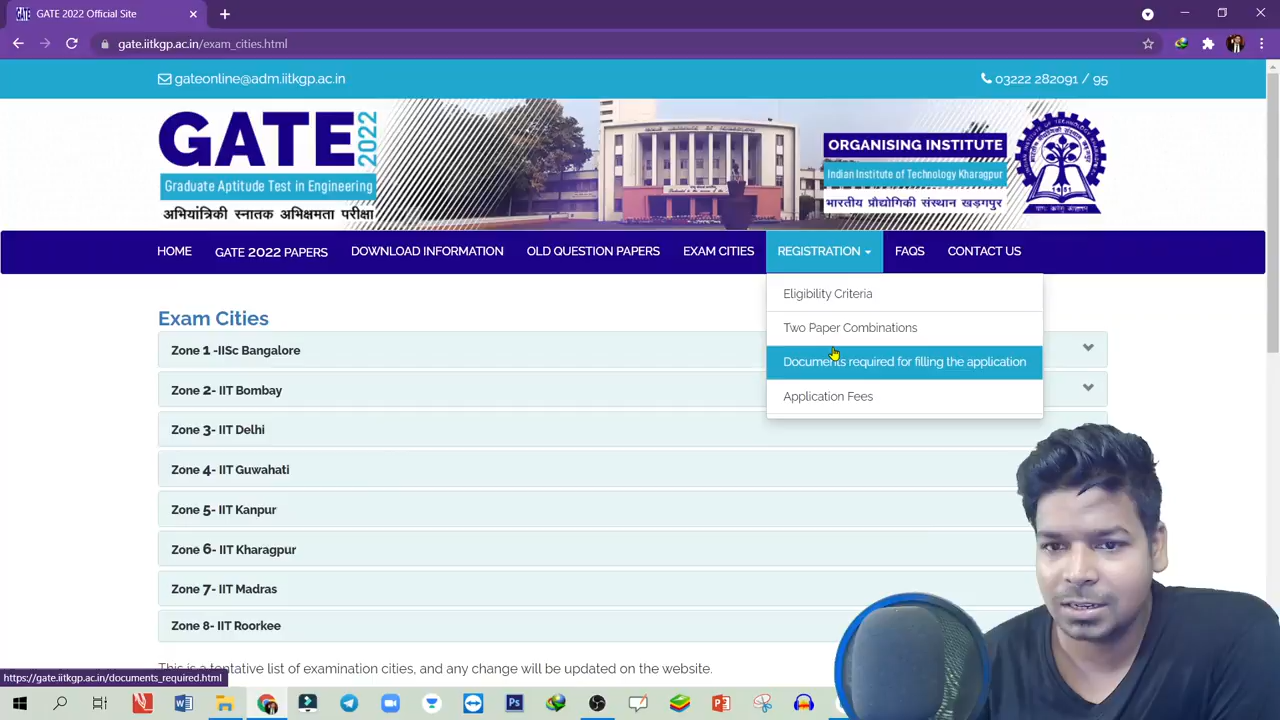 GATE 2022 Official Site
gate.iitkgp.ac.in/exam_cities.html
gateonline@adm.iitkgp.ac.in
03222 282091 / 95
GATE 2022
Graduate Aptitude Test in Engineering
अभियांत्रिकी स्नातक अभिक्षमता परीक्षा
ORGANISING INSTITUTE
Indian Institute of Technology Kharagpur
भारतीय प्रौद्योगिकी संस्थान खड़गपुर
HOME GATE 2022 PAPERS DOWNLOAD INFORMATION OLD QUESTION PAPERS EXAM CITIES REGISTRATION FAQS CONTACT US
Eligibility Criteria
Two Paper Combinations
Documents required for filling the application
Application Fees
Exam Cities
Zone 1 -IISc Bangalore
Zone 2- IIT Bombay
Zone 3- IIT Delhi
Zone 4- IIT Guwahati
Zone 5- IIT Kanpur
Zone 6- IIT Kharagpur
Zone 7- IIT Madras
Zone 8- IIT Roorkee
This is a tentative list of examination cities, and any change will be updated on the website.
https://gate.iitkgp.ac.in/documents_required.html